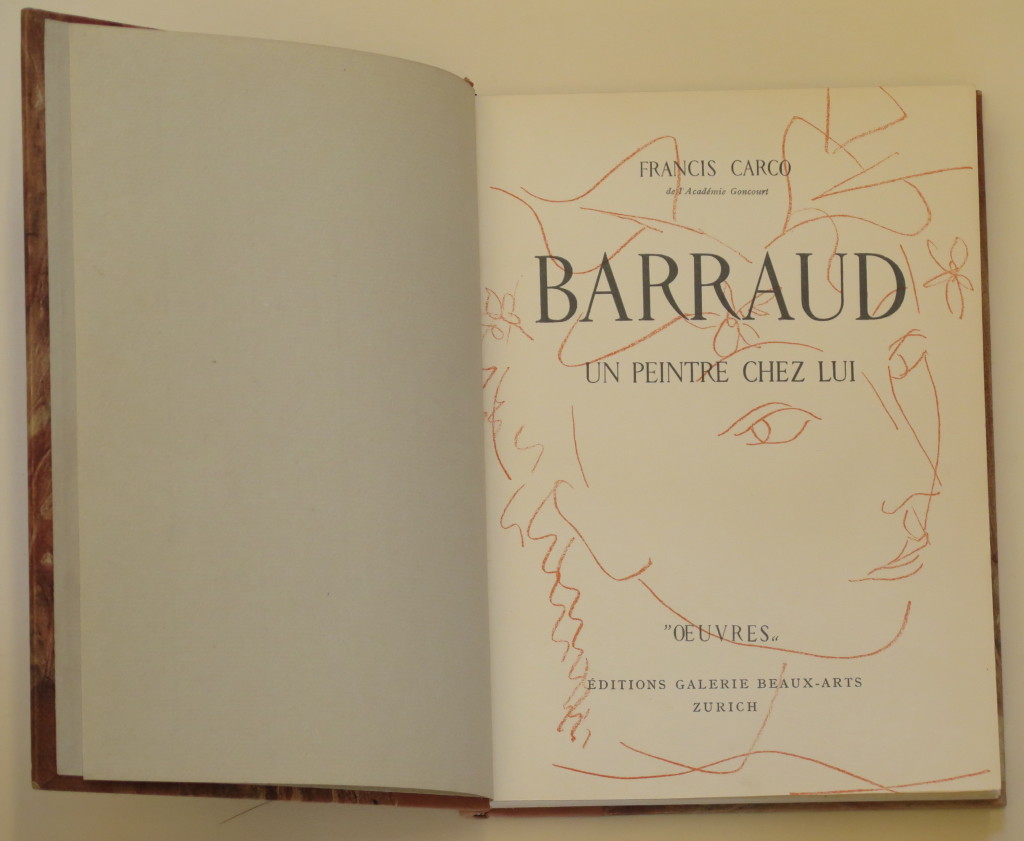 FRANCIS CARCO
de l'Académie Goncourt
BARRAUD
UN PEINTRE CHEZ LUI
"OEUVRES"
ÉDITIONS GALERIE BEAUX-ARTS
ZURICH